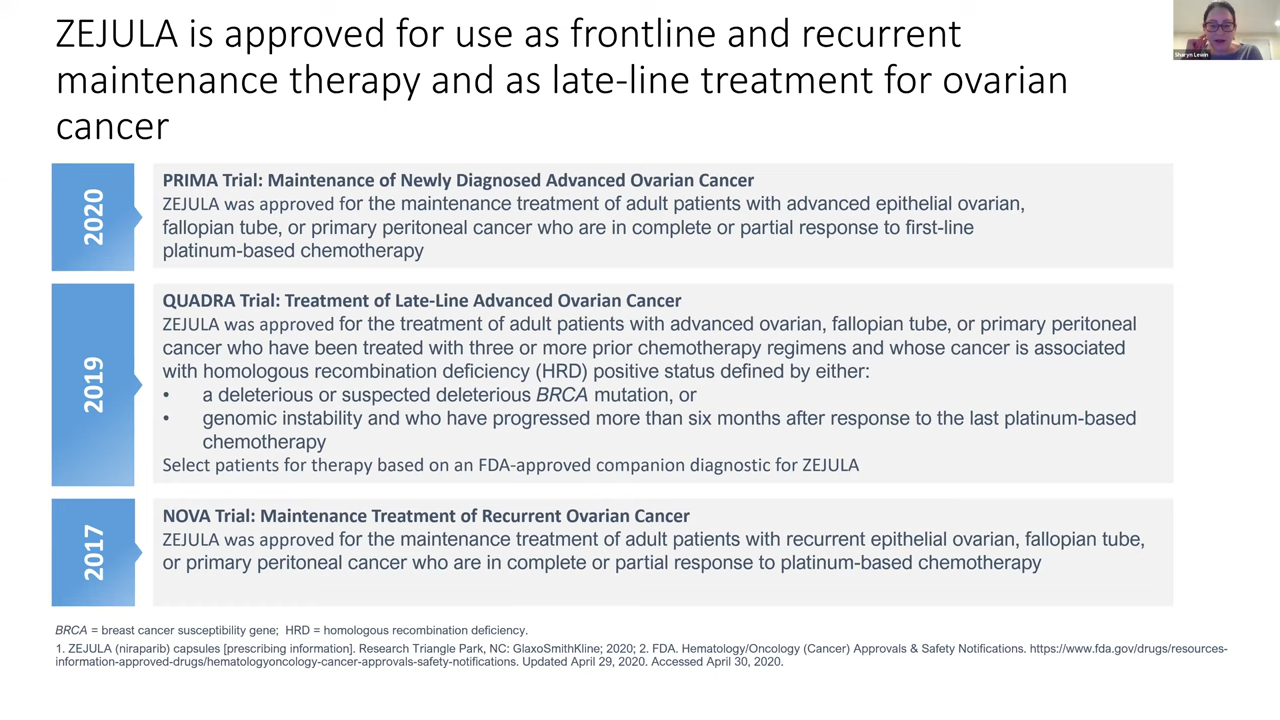 ZEJULA is approved for use as frontline and recurrent
maintenance therapy and as late-line treatment for ovarian
cancer
Sharyn Lewin
2020
PRIMA Trial: Maintenance of Newly Diagnosed Advanced Ovarian Cancer
ZEJULA was approved for the maintenance treatment of adult patients with advanced epithelial ovarian,
fallopian tube, or primary peritoneal cancer who are in complete or partial response to first-line
platinum-based chemotherapy
2019
QUADRA Trial: Treatment of Late-Line Advanced Ovarian Cancer
ZEJULA was approved for the treatment of adult patients with advanced ovarian, fallopian tube, or primary peritoneal
cancer who have been treated with three or more prior chemotherapy regimens and whose cancer is associated
with homologous recombination deficiency (HRD) positive status defined by either:
• a deleterious or suspected deleterious BRCA mutation, or
• genomic instability and who have progressed more than six months after response to the last platinum-based
chemotherapy
Select patients for therapy based on an FDA-approved companion diagnostic for ZEJULA
2017
NOVA Trial: Maintenance Treatment of Recurrent Ovarian Cancer
ZEJULA was approved for the maintenance treatment of adult patients with recurrent epithelial ovarian, fallopian tube,
or primary peritoneal cancer who are in complete or partial response to platinum-based chemotherapy
BRCA = breast cancer susceptibility gene; HRD = homologous recombination deficiency.
1. ZEJULA (niraparib) capsules [prescribing information]. Research Triangle Park, NC: GlaxoSmithKline; 2020; 2. FDA. Hematology/Oncology (Cancer) Approvals & Safety Notifications. https://www.fda.gov/drugs/resources-
information-approved-drugs/hematologyoncology-cancer-approvals-safety-notifications. Updated April 29, 2020. Accessed April 30, 2020.